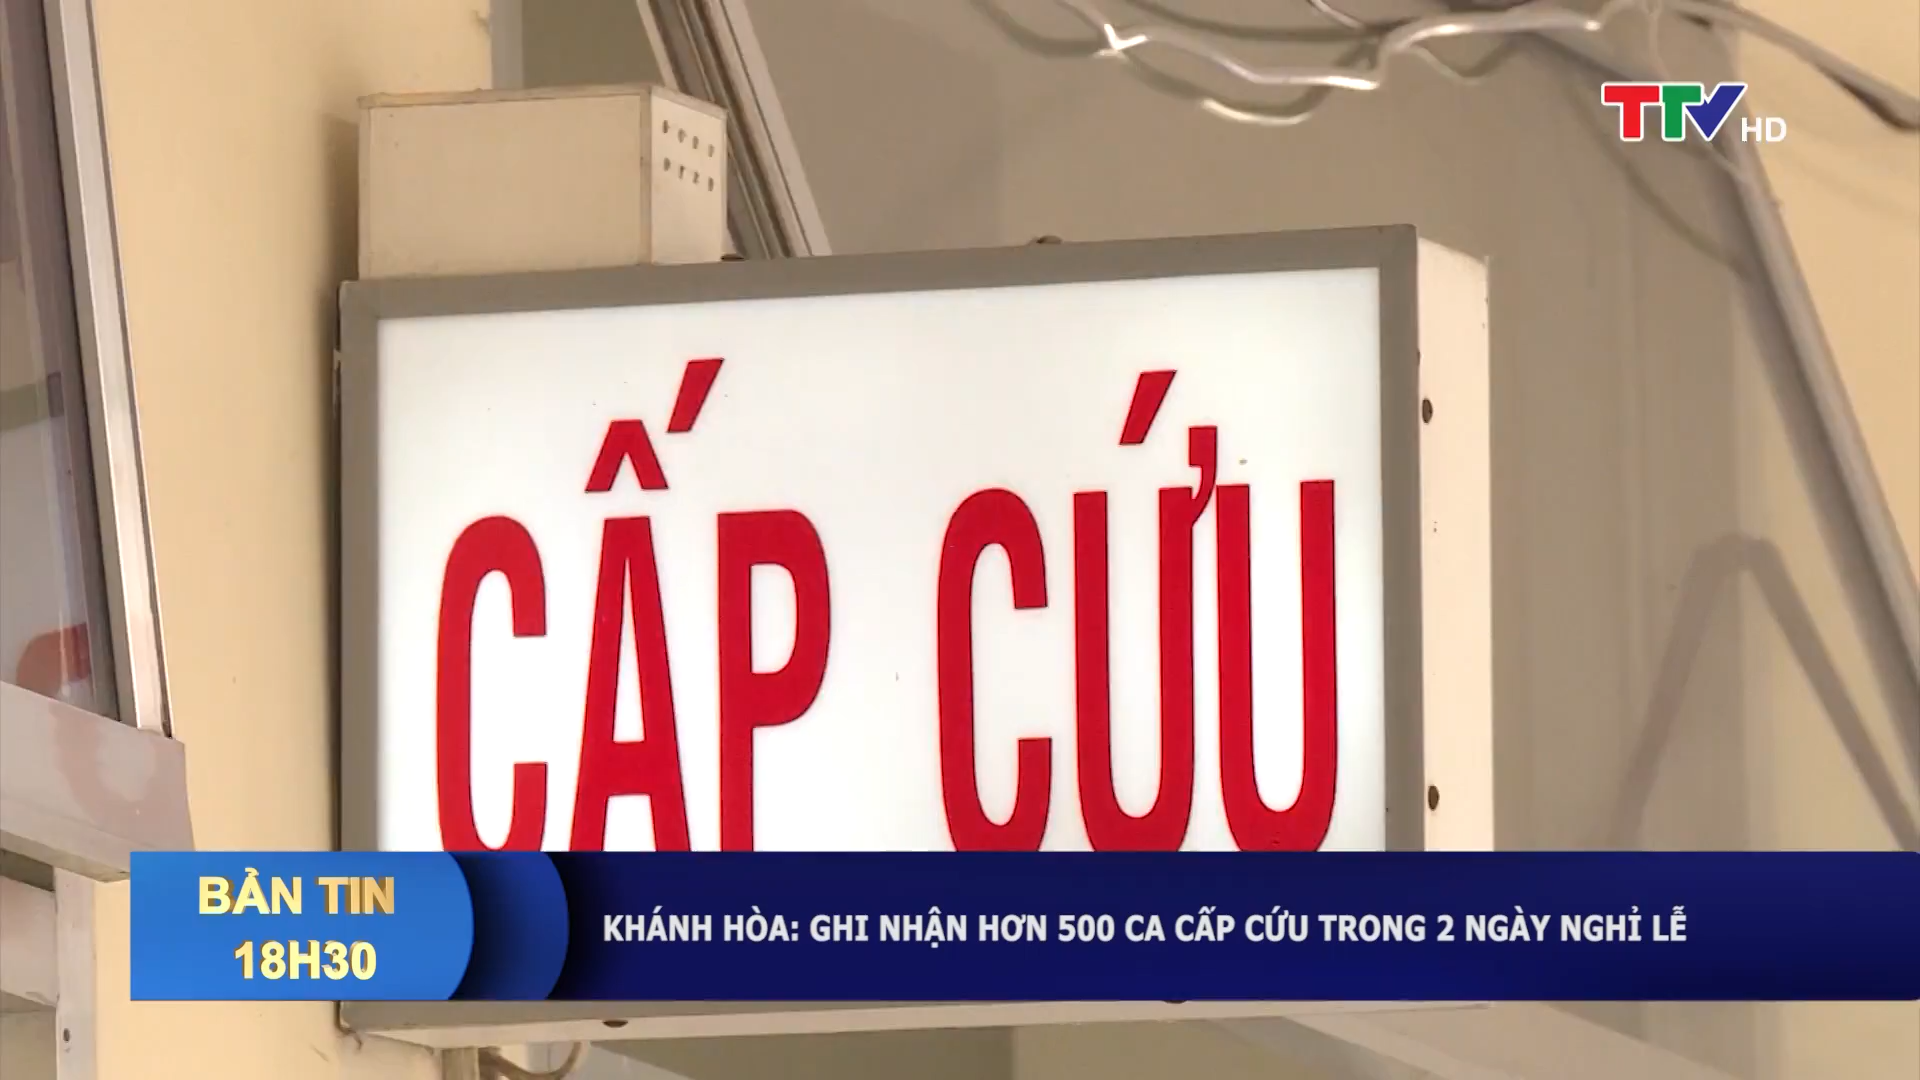 TTV HD
CẤP CỨU
BẢN TIN
18H30
KHÁNH HÒA: GHI NHẬN HƠN 500 CA CẤP CỨU TRONG 2 NGÀY NGHỈ LỄ